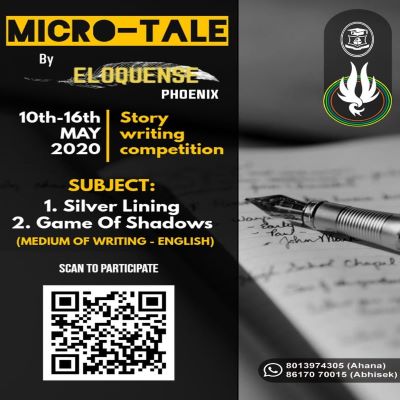 MICRO-TALE
By
ELOQUENSE
PHOENIX
10th-16th
MAY
2020
Story
writing
competition
SUBJECT:
1. Silver Lining
2. Game Of Shadows
(MEDIUM OF WRITING - ENGLISH)
SCAN TO PARTICIPATE
8013974305 (Ahana)
86170 70015 (Abhisek)